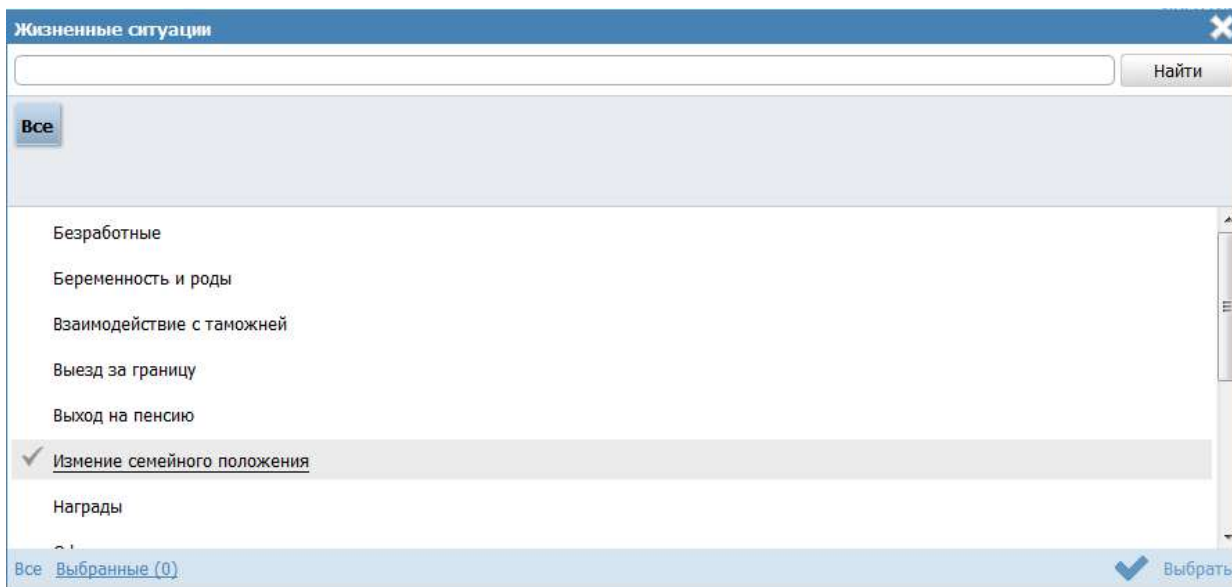 Жизненные ситуации
Найти
Все
Безработные
Беременность и роды
Взаимодействие с таможней
Выезд за границу
Выход на пенсию
Измение семейного положения
Награды
Все Выбранные (0) Выбрать